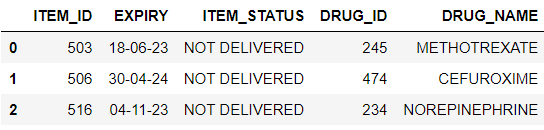 ITEM_ID EXPIRY ITEM_STATUS DRUG_ID DRUG_NAME
0 503 18-06-23 NOT DELIVERED 245 METHOTREXATE
1 506 30-04-24 NOT DELIVERED 474 CEFUROXIME
2 516 04-11-23 NOT DELIVERED 234 NOREPINEPHRINE